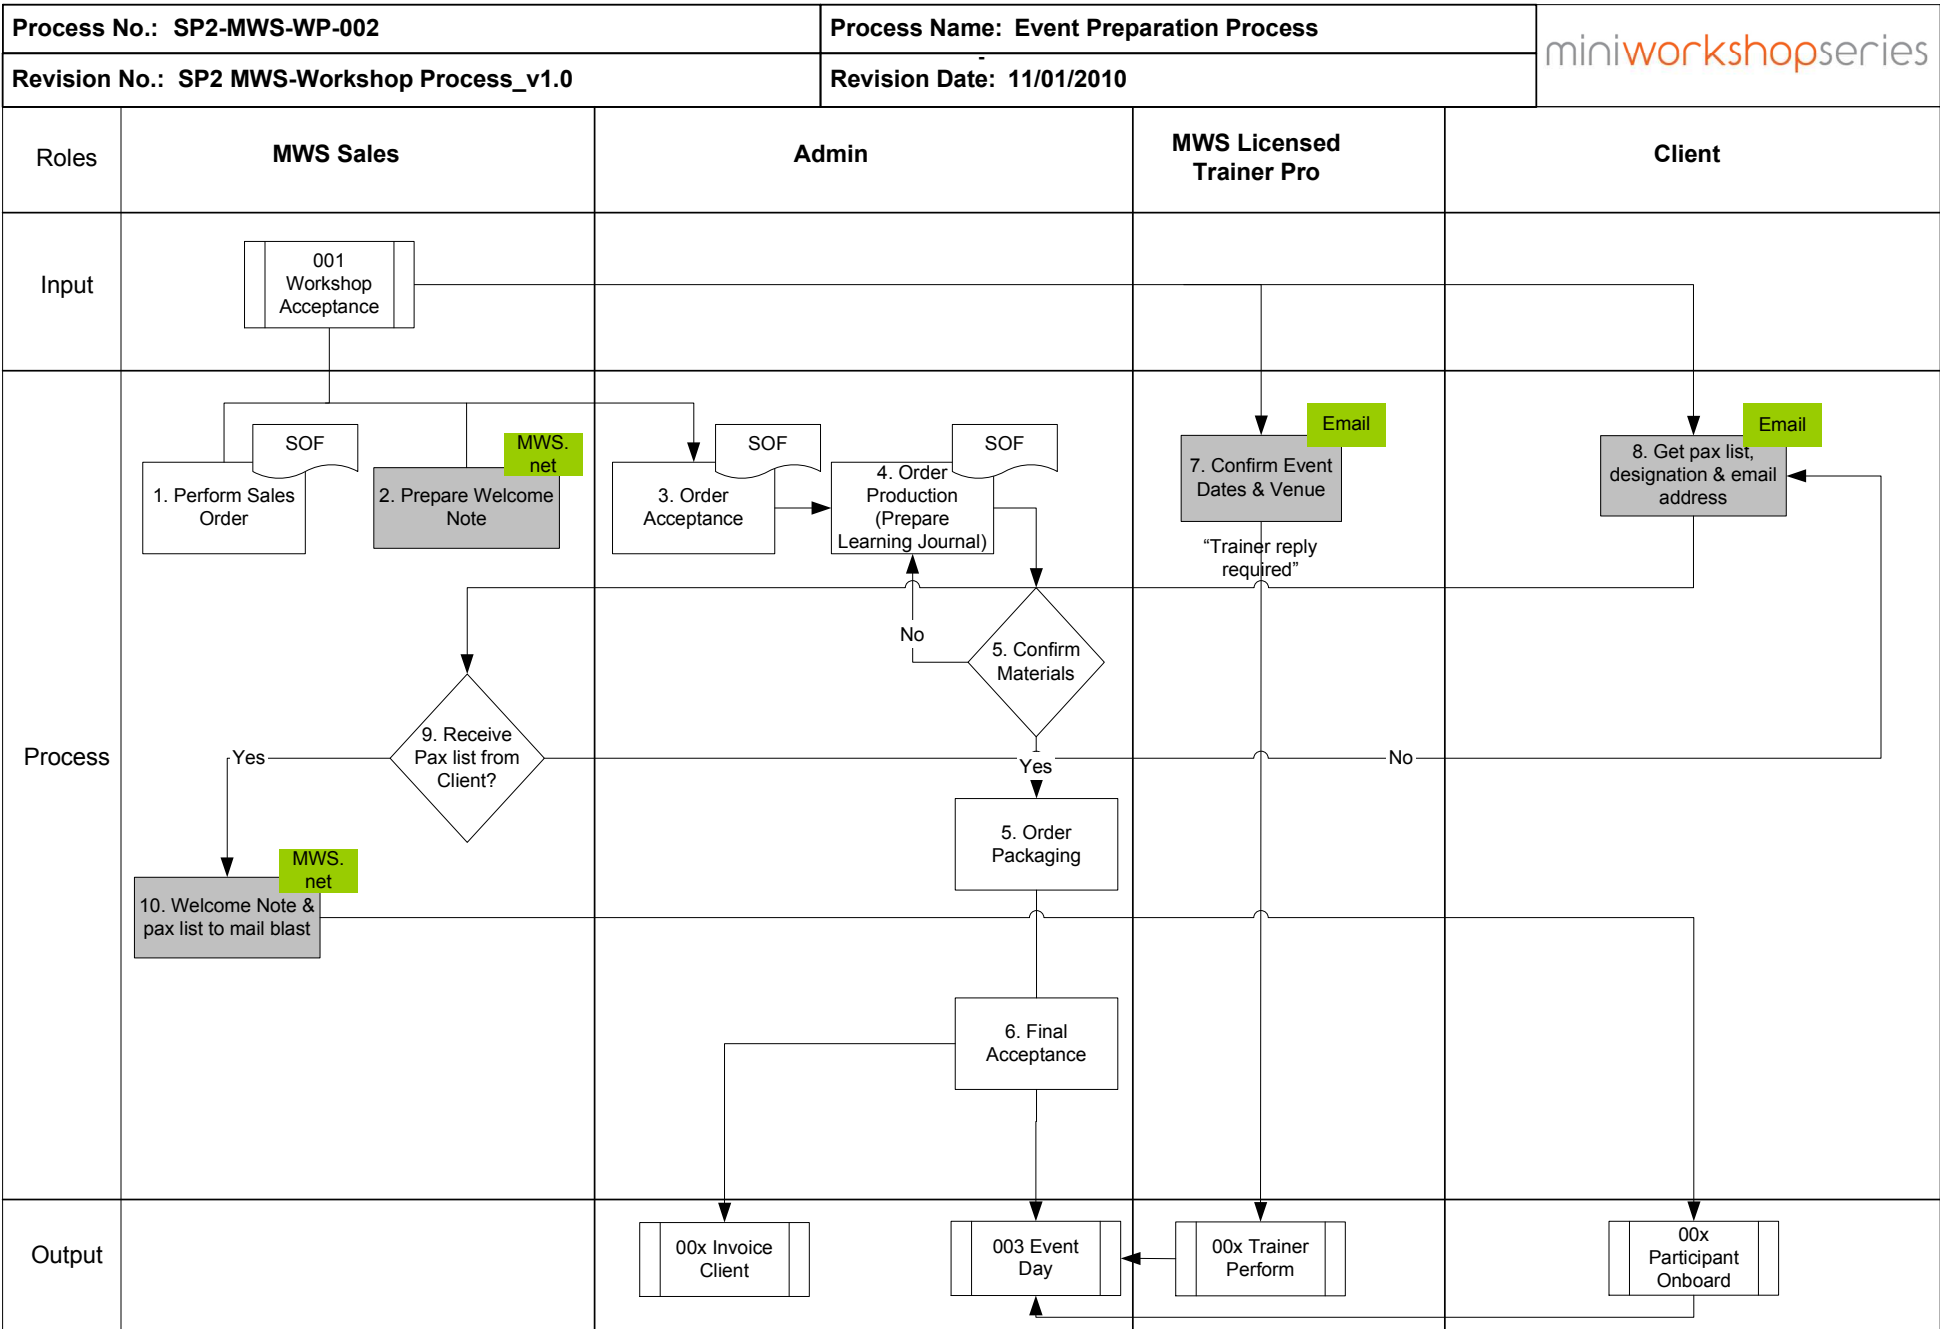 Process No.: SP2-MWS-WP-002
Process Name: Event Preparation Process
miniworkshopseries
Revision No.: SP2 MWS-Workshop Process_v1.0
Revision Date: 11/01/2010
Roles
MWS Sales
Admin
MWS Licensed
Trainer Pro
Client
Input
001
Workshop
Acceptance
Process
SOF
1. Perform Sales
Order
MWS.
net
2. Prepare Welcome
Note
SOF
3. Order
Acceptance
SOF
4. Order
Production
(Prepare
Learning Journal)
Email
7. Confirm Event
Dates & Venue
“Trainer reply
required”
Email
8. Get pax list,
designation & email
address
No
5. Confirm
Materials
9. Receive
Pax list from
Client?
Yes
Yes
No
5. Order
Packaging
MWS.
net
10. Welcome Note &
pax list to mail blast
6. Final
Acceptance
Output
00x Invoice
Client
003 Event
Day
00x Trainer
Perform
00x
Participant
Onboard